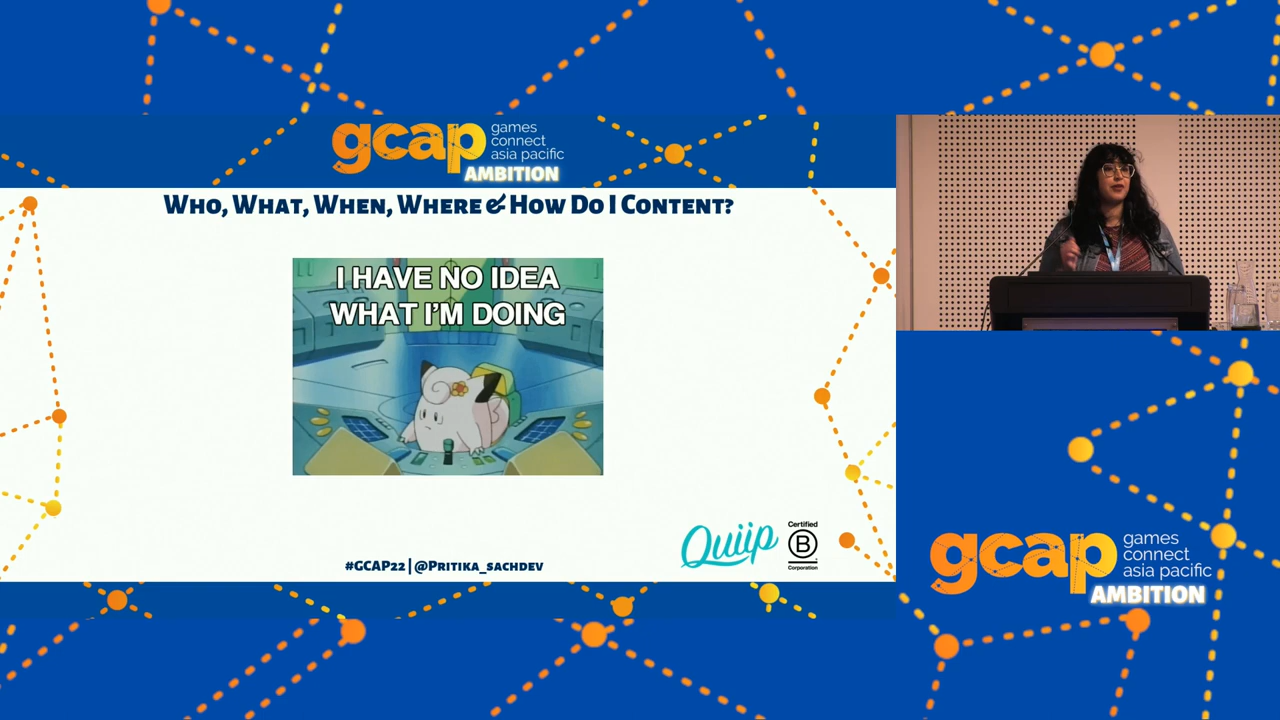 gcap games
connect
asia pacific
AMBITION
Who, What, When, Where & How Do I Content?
I HAVE NO IDEA
WHAT I'M DOING
Quiip
Certified
B
Corporation
#GCAP22 | @Pritika_sachdev
gcap games
connect
asia pacific
AMBITION